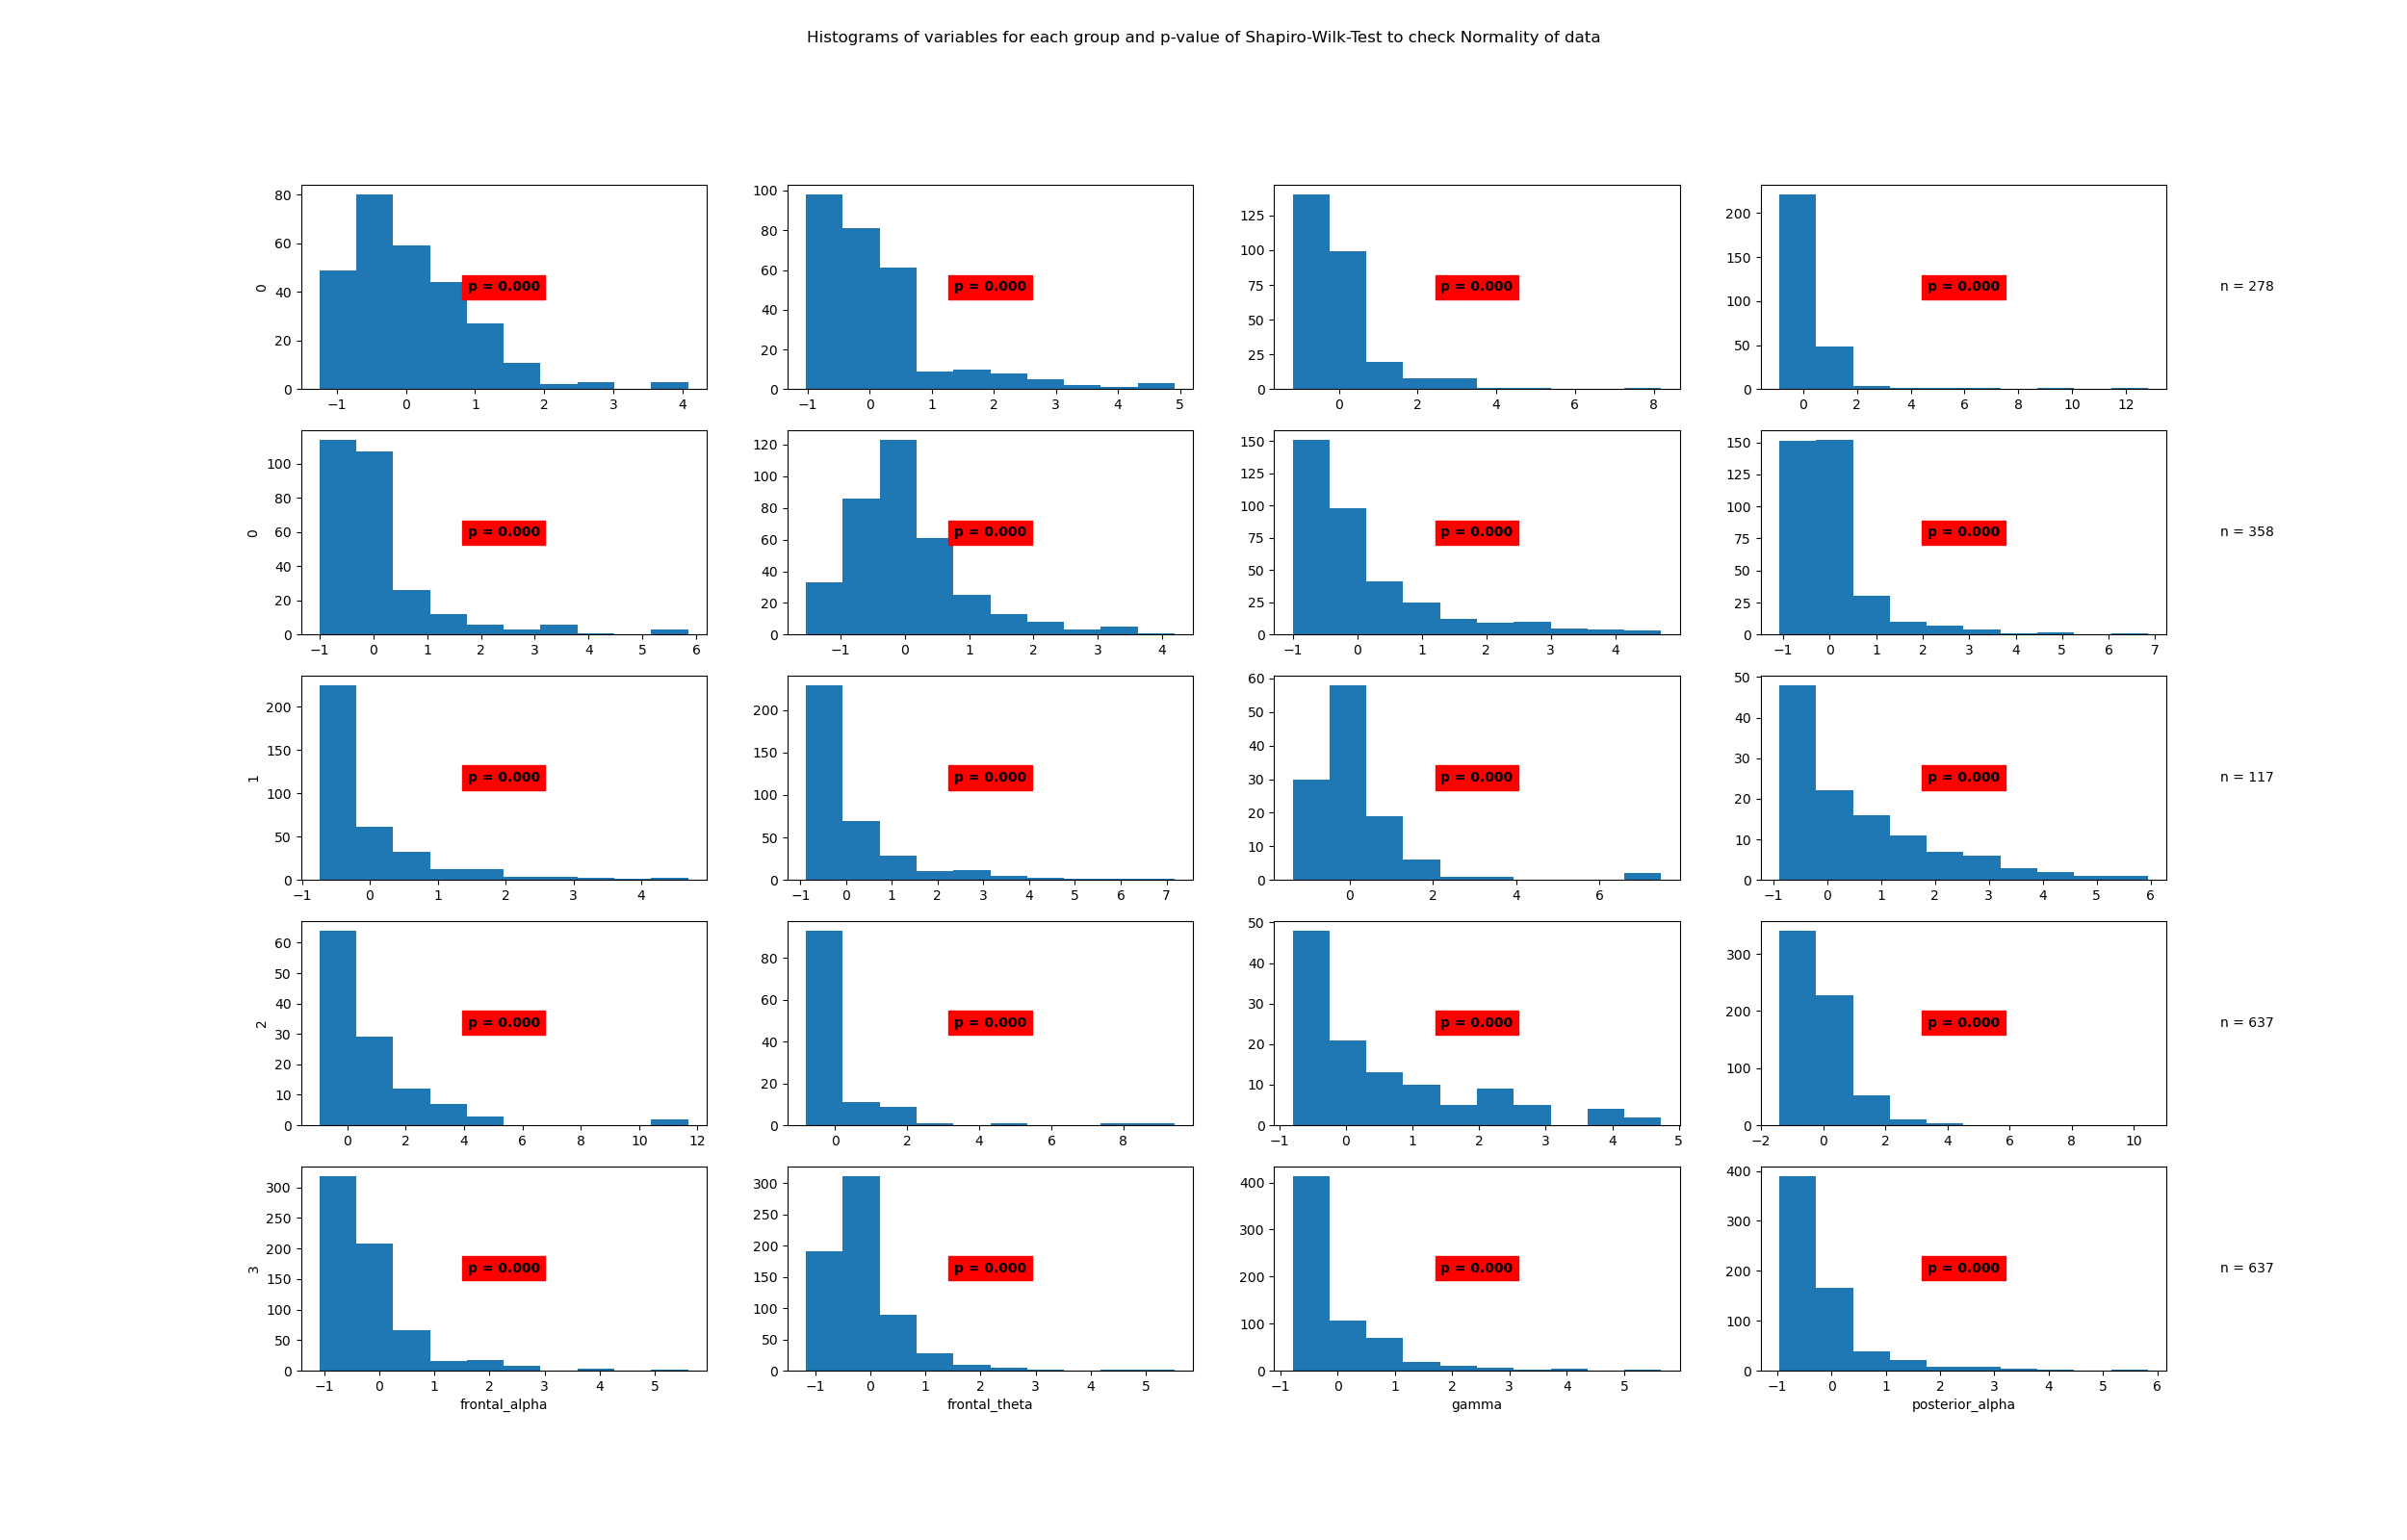 Histograms of variables for each group and p-value of Shapiro-Wilk-Test to check Normality of data
0
80
60
40
20
0
p = 0.000
−1 0 1 2 3 4
100
80
60
40
20
0
p = 0.000
−1 0 1 2 3 4 5
125
100
75
50
25
0
p = 0.000
0 2 4 6 8
200
150
100
50
0
p = 0.000
0 2 4 6 8 10 12
n = 278
0
100
80
60
40
20
0
p = 0.000
−1 0 1 2 3 4 5 6
120
100
80
60
40
20
0
p = 0.000
−1 0 1 2 3 4
150
125
100
75
50
25
0
p = 0.000
−1 0 1 2 3 4
150
125
100
75
50
25
0
p = 0.000
−1 0 1 2 3 4 5 6 7
n = 358
1
200
150
100
50
0
p = 0.000
−1 0 1 2 3 4
200
150
100
50
0
p = 0.000
−1 0 1 2 3 4 5 6 7
60
50
40
30
20
10
0
p = 0.000
0 2 4 6
50
40
30
20
10
0
p = 0.000
−1 0 1 2 3 4 5 6
n = 117
2
60
50
40
30
20
10
0
p = 0.000
0 2 4 6 8 10 12
80
60
40
20
0
p = 0.000
0 2 4 6 8
50
40
30
20
10
0
p = 0.000
−1 0 1 2 3 4 5
300
200
100
0
p = 0.000
−2 0 2 4 6 8 10
n = 637
3
300
250
200
150
100
50
0
p = 0.000
−1 0 1 2 3 4 5
frontal_alpha
300
250
200
150
100
50
0
p = 0.000
−1 0 1 2 3 4 5
frontal_theta
400
300
200
100
0
p = 0.000
−1 0 1 2 3 4 5
gamma
400
300
200
100
0
p = 0.000
−1 0 1 2 3 4 5 6
posterior_alpha
n = 637